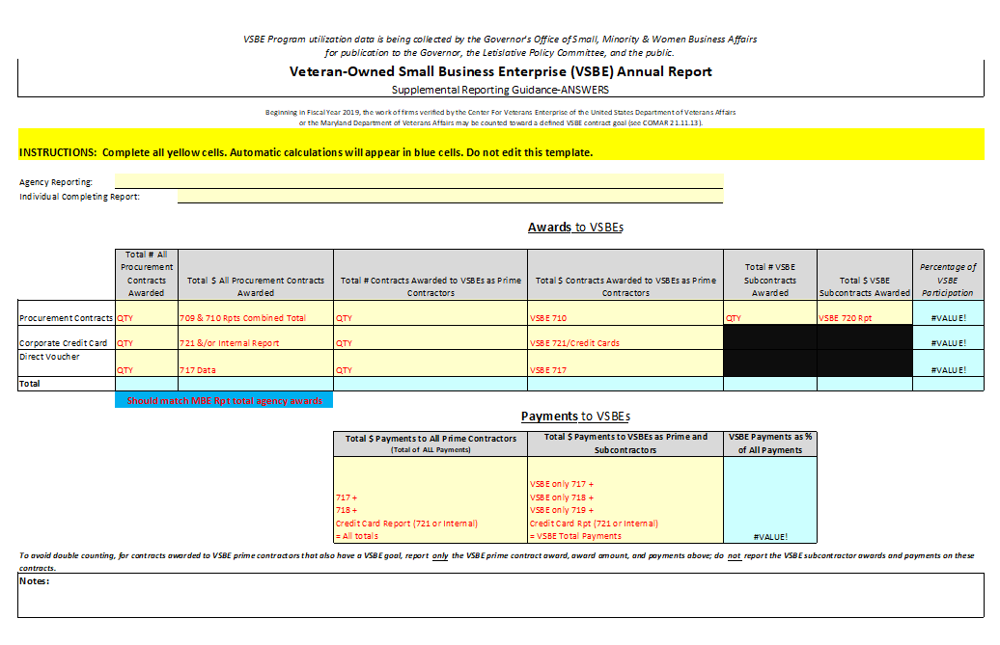 VSBE Program utilization data is being collected by the Governor's Office of Small, Minority & Women Business Affairs
for publication to the Governor, the Letislative Policy Committee, and the public.
Veteran-Owned Small Business Enterprise (VSBE) Annual Report
Supplemental Reporting Guidance-ANSWERS
Beginning in Fiscal Year 2019, the work of firms verified by the Center For Veterans Enterprise of the United States Department of Veterans Affairs
or the Maryland Department of Veterans Affairs may be counted toward a defined VSBE contract goal (see COMAR 21.11.13).
INSTRUCTIONS: Complete all yellow cells. Automatic calculations will appear in blue cells. Do not edit this template.
Agency Reporting:
Individual Completing Report:
Awards to VSBEs
Total # All
Procurement
Contracts
Awarded
Total $ All Procurement Contracts
Awarded
Total # Contracts Awarded to VSBEs as Prime
Contractors
Total $ Contracts Awarded to VSBEs as Prime
Contractors
Total # VSBE
Subcontracts
Awarded
Total $ VSBE
Subcontracts Awarded
Percentage of
VSBE
Participation
Procurement Contracts QTY 709 & 710 Rpts Combined Total QTY VSBE 710 QTY VSBE 720 Rpt #VALUE!
Corporate Credit Card QTY 721 &/or Internal Report QTY VSBE 721/Credit Cards #VALUE!
Direct Voucher
QTY 717 Data QTY VSBE 717 #VALUE!
Total
Should match MBE Rpt total agency awards
Payments to VSBEs
Total $ Payments to All Prime Contractors
(Total of ALL Payments)
Total $ Payments to VSBEs as Prime and
Subcontractors
VSBE Payments as %
of All Payments
717 +
718 +
Credit Card Report (721 or Internal)
= All totals
VSBE only 717 +
VSBE only 718 +
VSBE only 719 +
Credit Card Rpt (721 or Internal)
= VSBE Total Payments
#VALUE!
To avoid double counting, for contracts awarded to VSBE prime contractors that also have a VSBE goal, report only the VSBE prime contract award, award amount, and payments above; do not report the VSBE subcontractor awards and payments on these
contracts.
Notes: